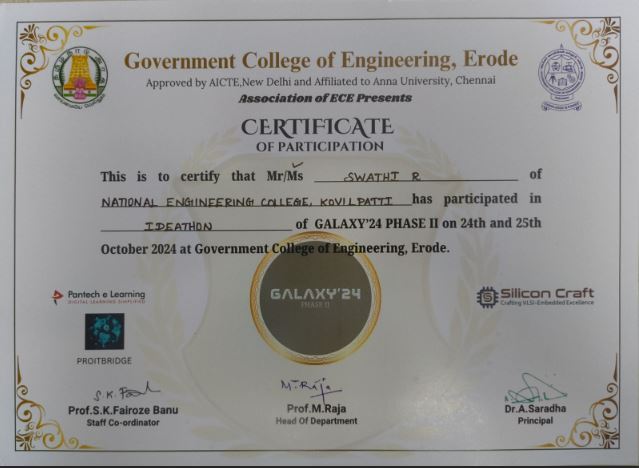 Government College of Engineering, Erode
Approved by AICTE,New Delhi and Affiliated to Anna University, Chennai
Association of ECE Presents
CERTIFICATE
OF PARTICIPATION
This is to certify that Mr/Ms SWATHI R of
NATIONAL ENGINEERING COLLEGE, KOVILPATTI has participated in
IDEATHON of GALAXY'24 PHASE II on 24th and 25th
October 2024 at Government College of Engineering, Erode.
GALAXY'24
PHASE II
Pantech e Learning
DIGITAL LEARNING SIMPLIFIED
PROITBRIDGE
Silicon Craft
Crafting VLSI-Embedded Excellence
M. Raja
Prof.S.K.Fairoze Banu
Staff Co-ordinator
Prof.M.Raja
Head Of Department
Dr.A.Saradha
Principal